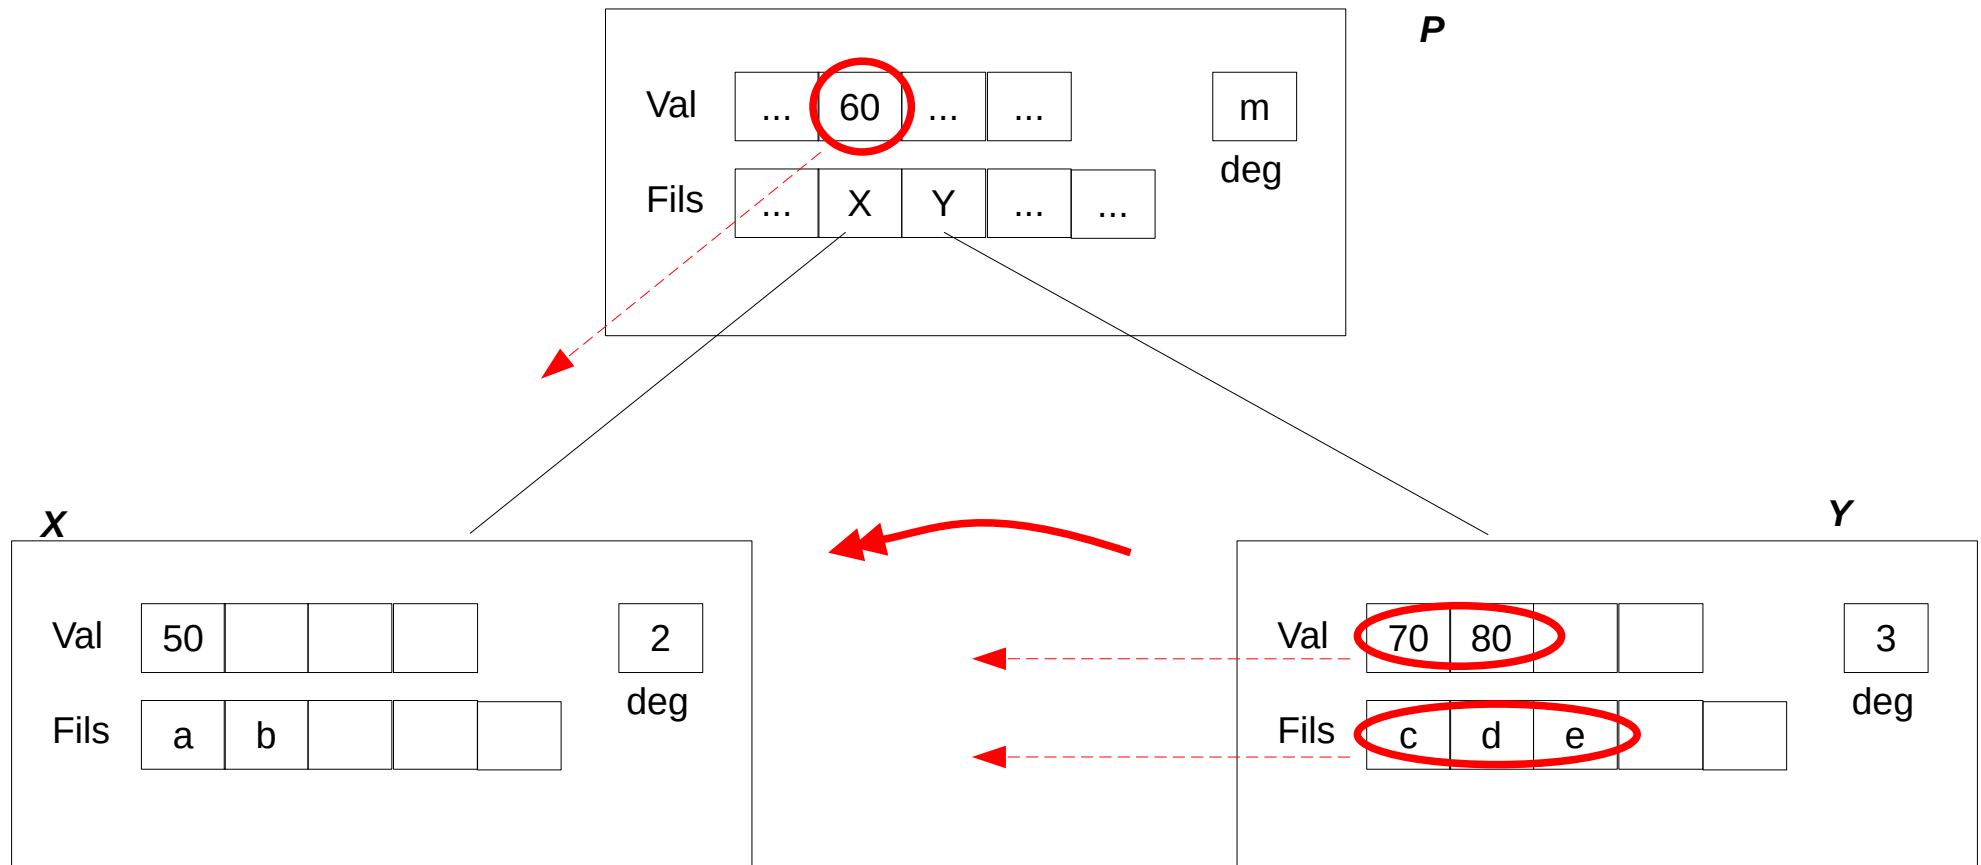 P
Val ... 60 ... ... m
deg
Fils ... X Y ... ...
X
Val 50 2
deg
Fils a b
Y
Val 70 80 3
deg
Fils c d e